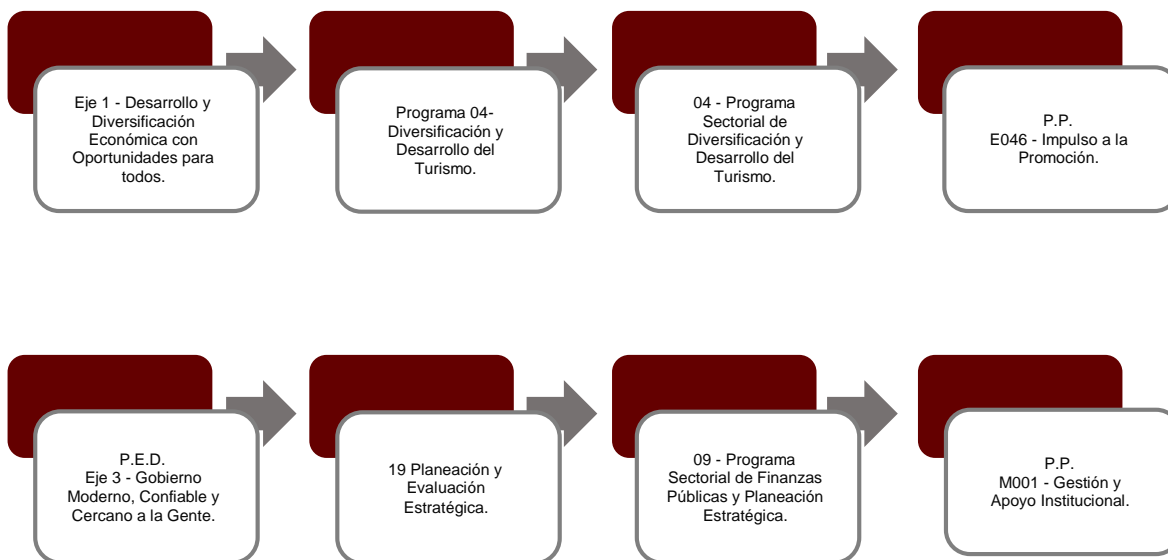 Eje 1 - Desarrollo y
Diversificación
Económica con
Oportunidades para
todos.
Programa 04-
Diversificación y
Desarrollo del
Turismo.
04 - Programa
Sectorial de
Diversificación y
Desarrollo del
Turismo.
P.P.
E046 - Impulso a la
Promoción.
P.E.D.
Eje 3 - Gobierno
Moderno, Confiable y
Cercano a la Gente.
19 Planeación y
Evaluación
Estratégica.
09 - Programa
Sectorial de Finanzas
Públicas y Planeación
Estratégica.
P.P.
M001 - Gestión y
Apoyo Institucional.